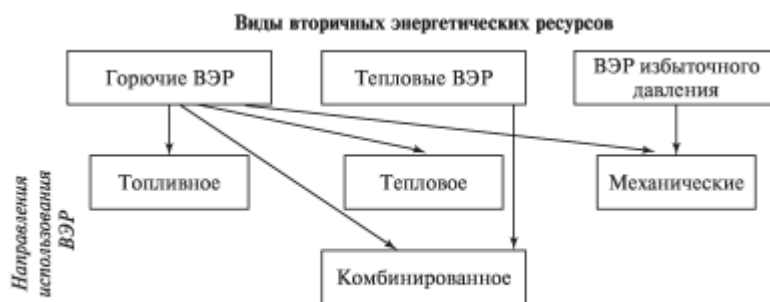 Виды вторичных энергетических ресурсов
Горючие ВЭР
Тепловые ВЭР
ВЭР избыточного
давления
Топливное
Тепловое
Механические
Комбинированное
Направления
использования
ВЭР